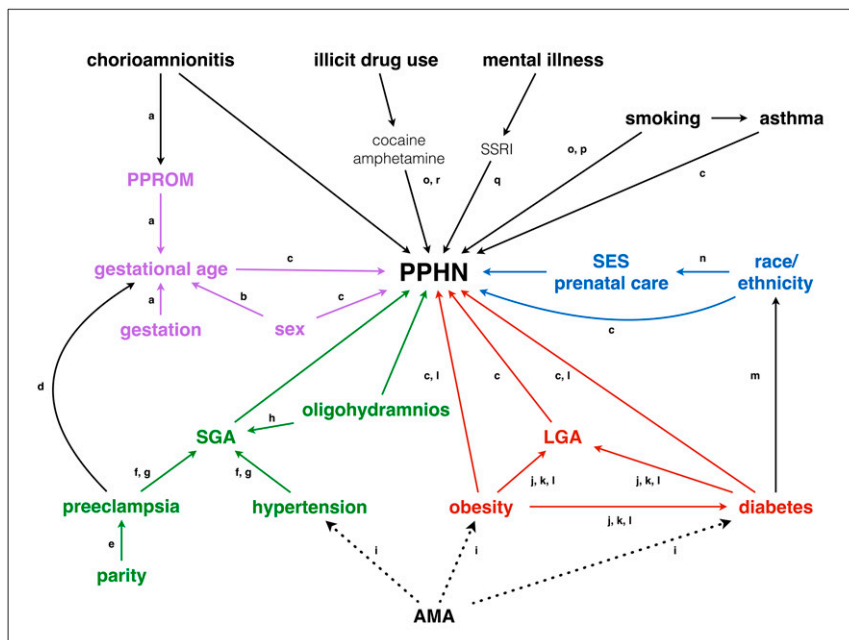 chorioamnionitis
illicit drug use
mental illness
smoking
asthma
a
cocaine
amphetamine
SSRI
o, p
c
PPROM
o, r
q
a
gestational age
c
PPHN
SES
prenatal care
n
race/
ethnicity
a
b
c
gestation
sex
c
d
c, l
c
c, l
m
h
oligohydramnios
SGA
LGA
f, g
f, g
j, k, l
j, k, l
preeclampsia
hypertension
obesity
j, k, l
diabetes
e
i
i
i
parity
AMA